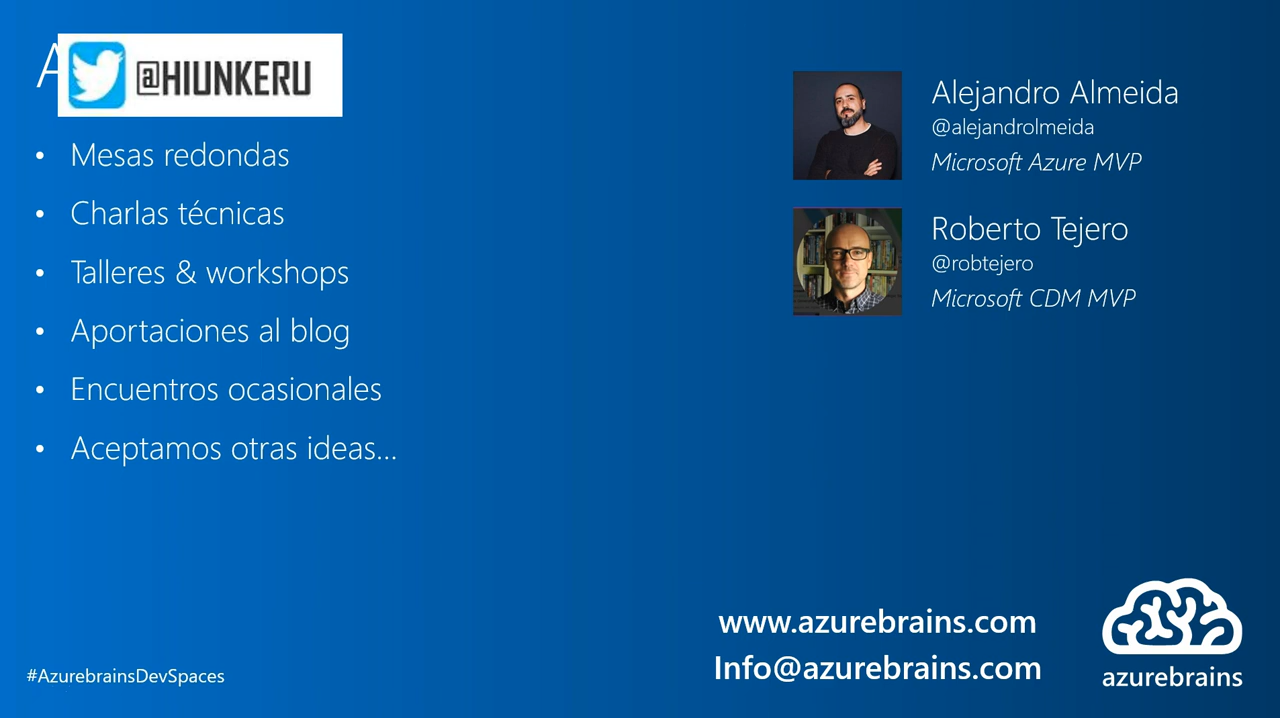 @HIUNKERU
Mesas redondas
Charlas técnicas
Talleres & workshops
Aportaciones al blog
Encuentros ocasionales
Aceptamos otras ideas...
Alejandro Almeida
@alejandrolmeida
Microsoft Azure MVP
Roberto Tejero
@robtejero
Microsoft CDM MVP
www.azurebrains.com
Info@azurebrains.com
azurebrains
#AzurebrainsDevSpaces